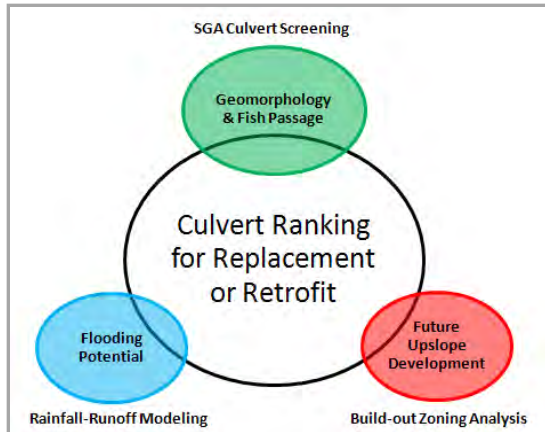 SGA Culvert Screening
Geomorphology
& Fish Passage
Culvert Ranking
for Replacement
or Retrofit
Flooding
Potential
Future
Upslope
Development
Rainfall-Runoff Modeling
Build-out Zoning Analysis